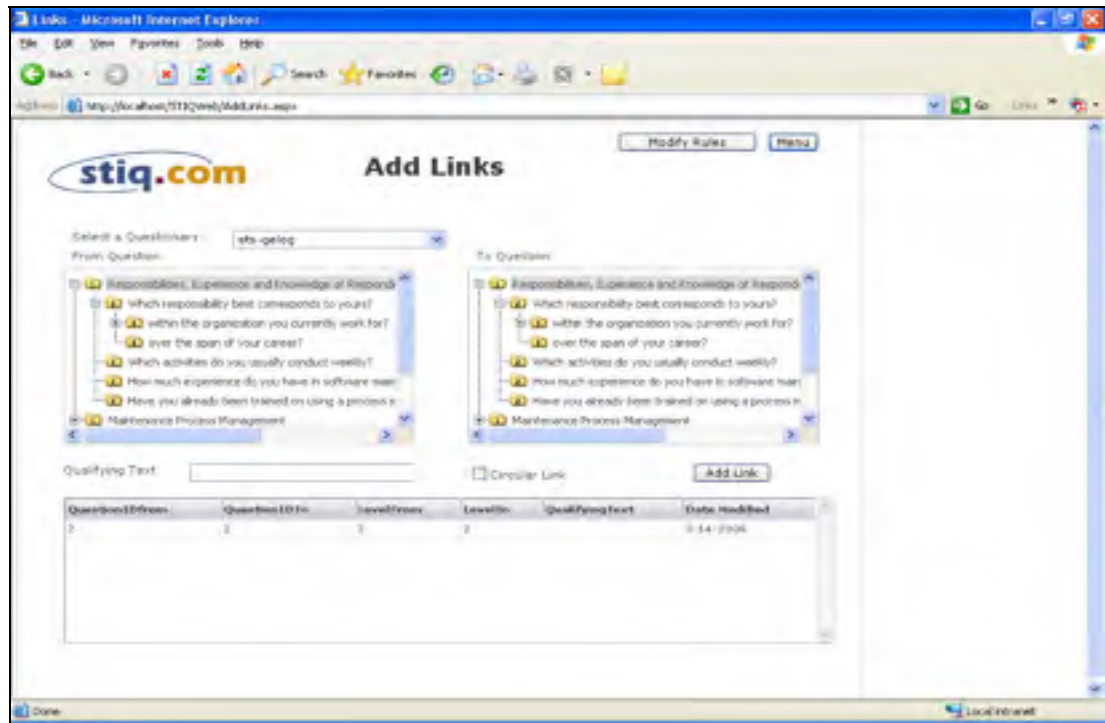 Links - Microsoft Internet Explorer
File Edit View Favorites Tools Help
Back Search Favorites
Address http://localhost/STIQWeb/AddLinks.aspx Go Links »
Modify Rules Menu
stiq.com Add Links
Select a Questionnary
From Question To Question
Responsibilities, Experience and Knowledge of Respond Responsibilities, Experience and Knowledge of Respond
Which responsibility best corresponds to yours? Which responsibility best corresponds to yours?
within the organization you currently work for? within the organization you currently work for?
over the span of your career? over the span of your career?
Which activities do you usually conduct weekly? Which activities do you usually conduct weekly?
How much experience do you have in software main How much experience do you have in software main
Have you already been trained on using a process Have you already been trained on using a process
Maintenance Process Management Maintenance Process Management
Qualifying Text Circular Link Add Link
QuestionIDfrom QuestionIDTo LevelFrom LevelTo QualifyingText Date Modified
Done Local intranet